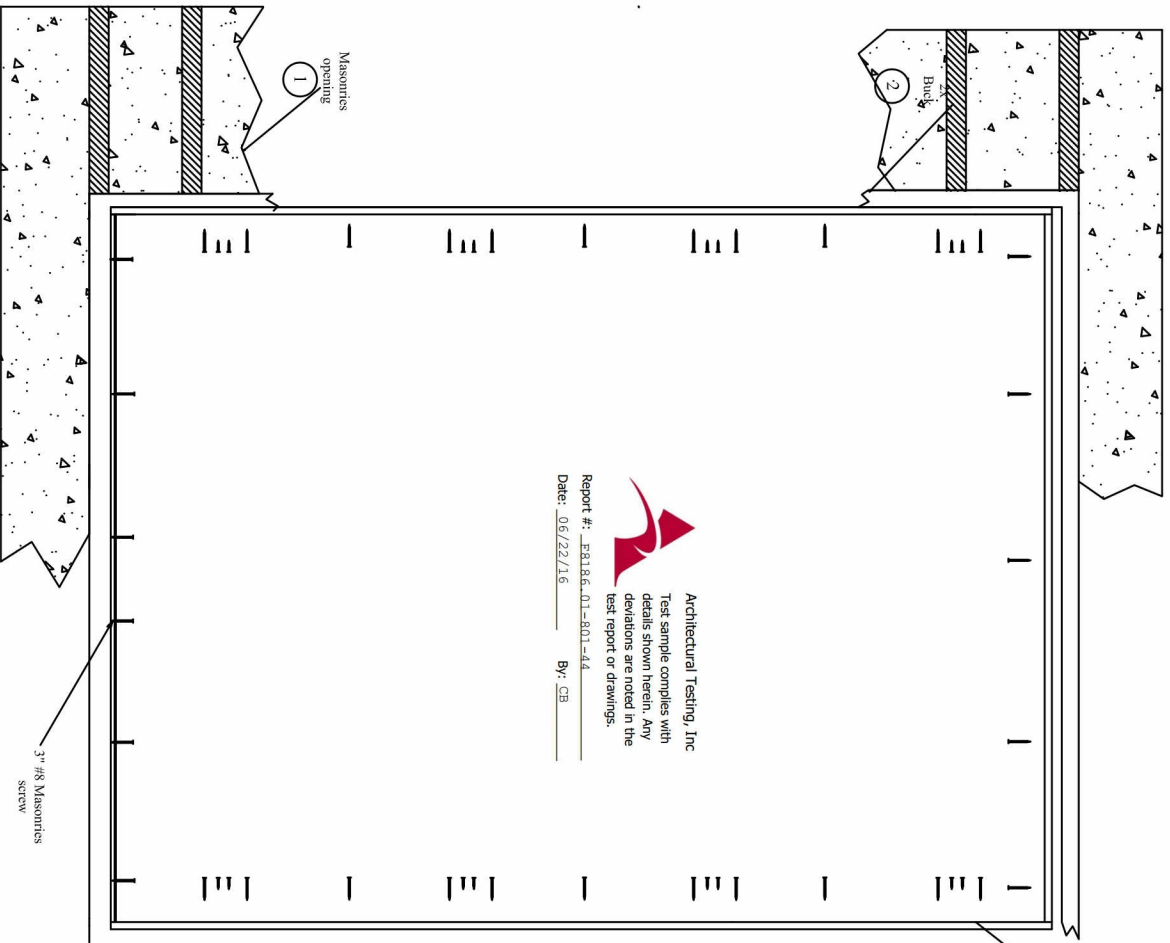 Masonries
opening
1
2x
Buck
2
Architectural Testing, Inc
Test sample complies with
details shown herein. Any
deviations are noted in the
test report or drawings.
Report #: F8186.01-801-44
Date: 06/22/16 By: CB
3" #8 Masonries
screw